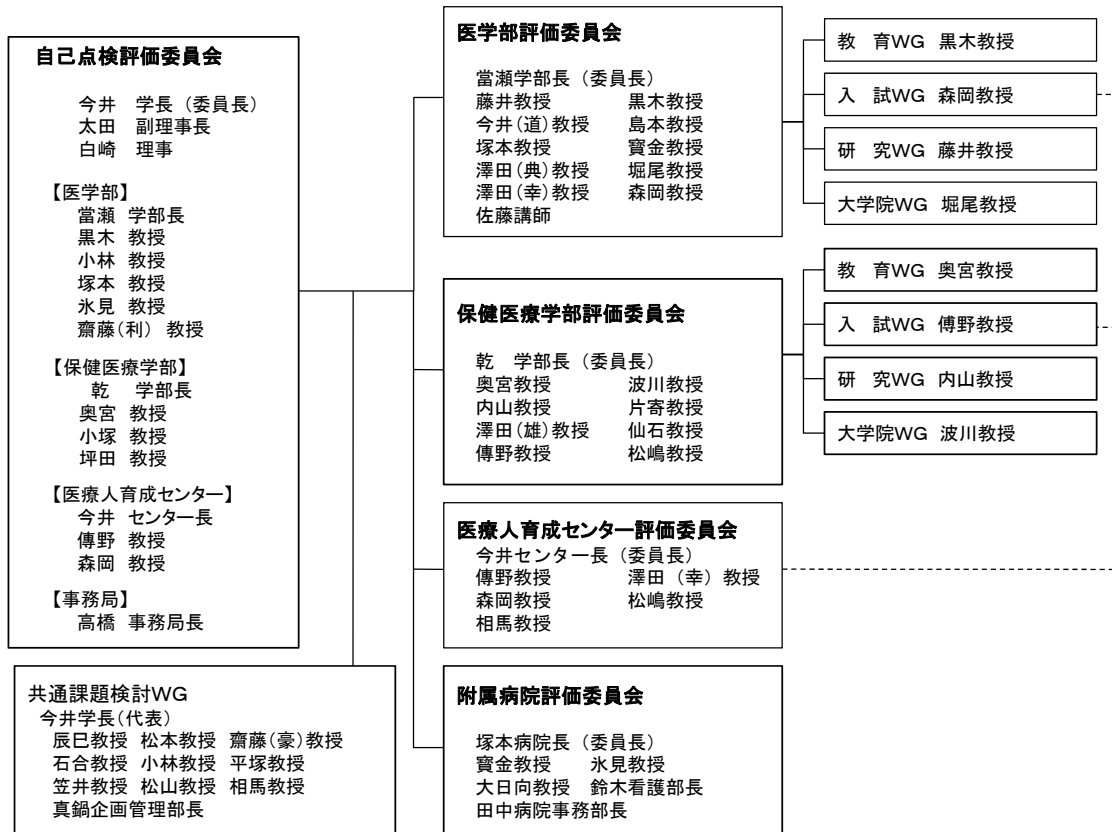 自己点検評価委員会
今井　学長（委員長）
太田　副理事長
白崎　理事
【医学部】
當瀬 学部長
黒木 教授
小林 教授
塚本 教授
氷見 教授
齋藤(利) 教授
【保健医療学部】
乾　学部長
奥宮 教授
小塚 教授
坪田 教授
【医療人育成センター】
今井 センター長
傳野 教授
森岡 教授
【事務局】
高橋 事務局長
共通課題検討WG
今井学長(代表)
辰巳教授 松本教授 齋藤(豪)教授
石合教授 小林教授 平塚教授
笠井教授 松山教授 相馬教授
真鍋企画管理部長
医学部評価委員会
當瀬学部長（委員長）
藤井教授　黒木教授
今井(道)教授　島本教授
塚本教授　寳金教授
澤田(典)教授　堀尾教授
澤田(幸)教授　森岡教授
佐藤講師
保健医療学部評価委員会
乾　学部長（委員長）
奥宮教授　波川教授
内山教授　片寄教授
澤田(雄)教授　仙石教授
傳野教授　松嶋教授
医療人育成センター評価委員会
今井センター長（委員長）
傳野教授　澤田（幸）教授
森岡教授　松嶋教授
相馬教授
附属病院評価委員会
塚本病院長（委員長）
寳金教授　氷見教授
大日向教授　鈴木看護部長
田中病院事務部長
教　育WG　黒木教授
入　試WG　森岡教授
研　究WG　藤井教授
大学院WG　堀尾教授
教　育WG　奥宮教授
入　試WG　傳野教授
研　究WG　内山教授
大学院WG　波川教授